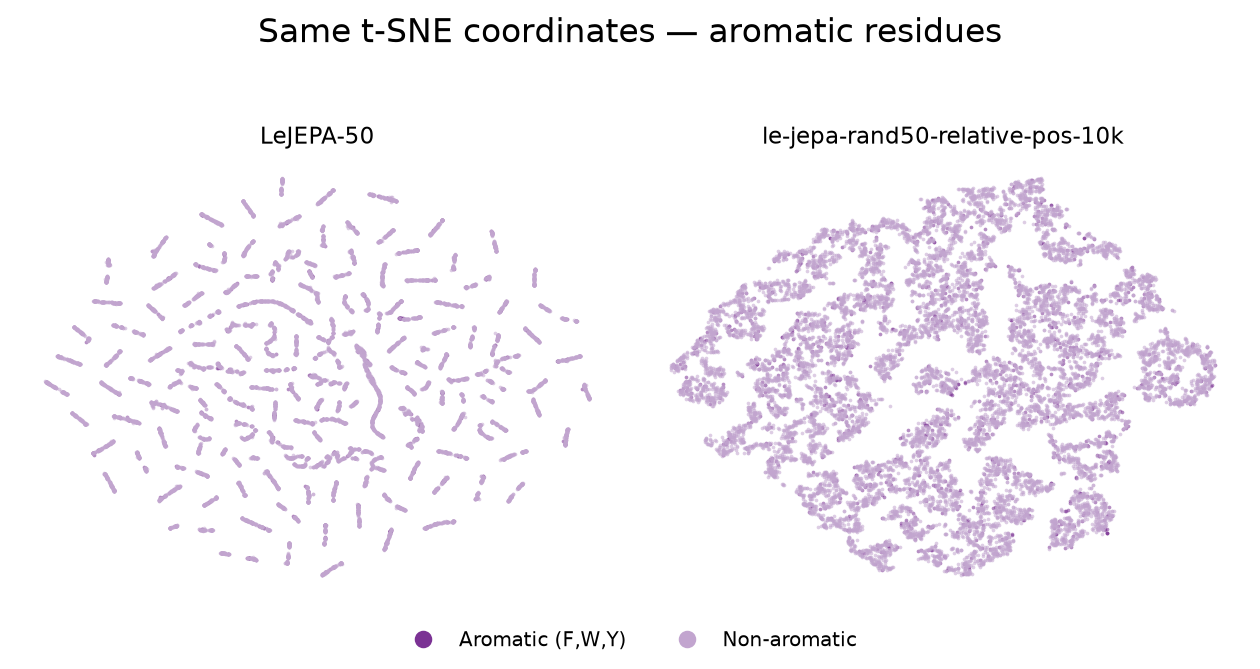 Same t-SNE coordinates — aromatic residues
LeJEPA-50
le-jepa-rand50-relative-pos-10k
Aromatic (F,W,Y)
Non-aromatic